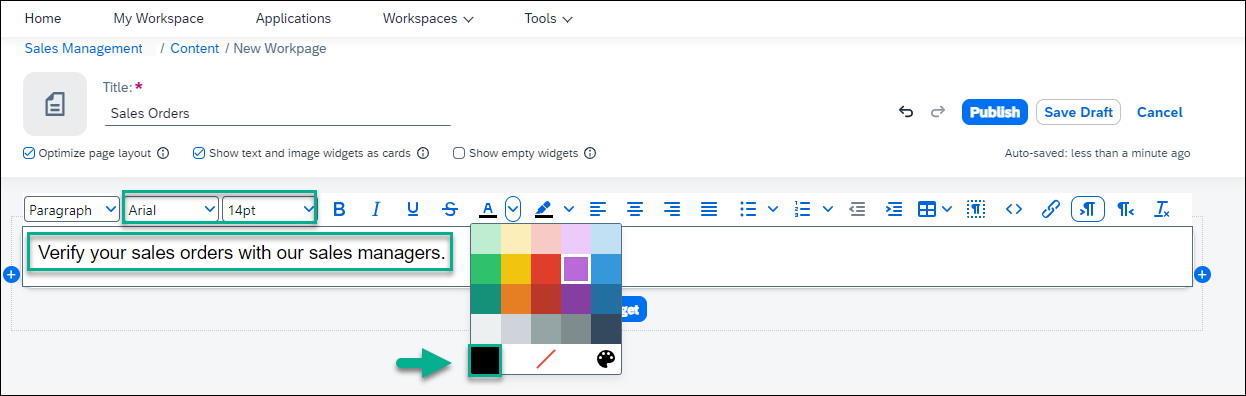 Home My Workspace Applications Workspaces Tools
Sales Management / Content / New Workpage
Title: *
Sales Orders
Publish Save Draft Cancel
Optimize page layout Show text and image widgets as cards Show empty widgets Auto-saved: less than a minute ago
Paragraph Arial 14pt B I U S A
Verify your sales orders with our sales managers.